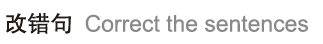 改错句 Correct the sentences